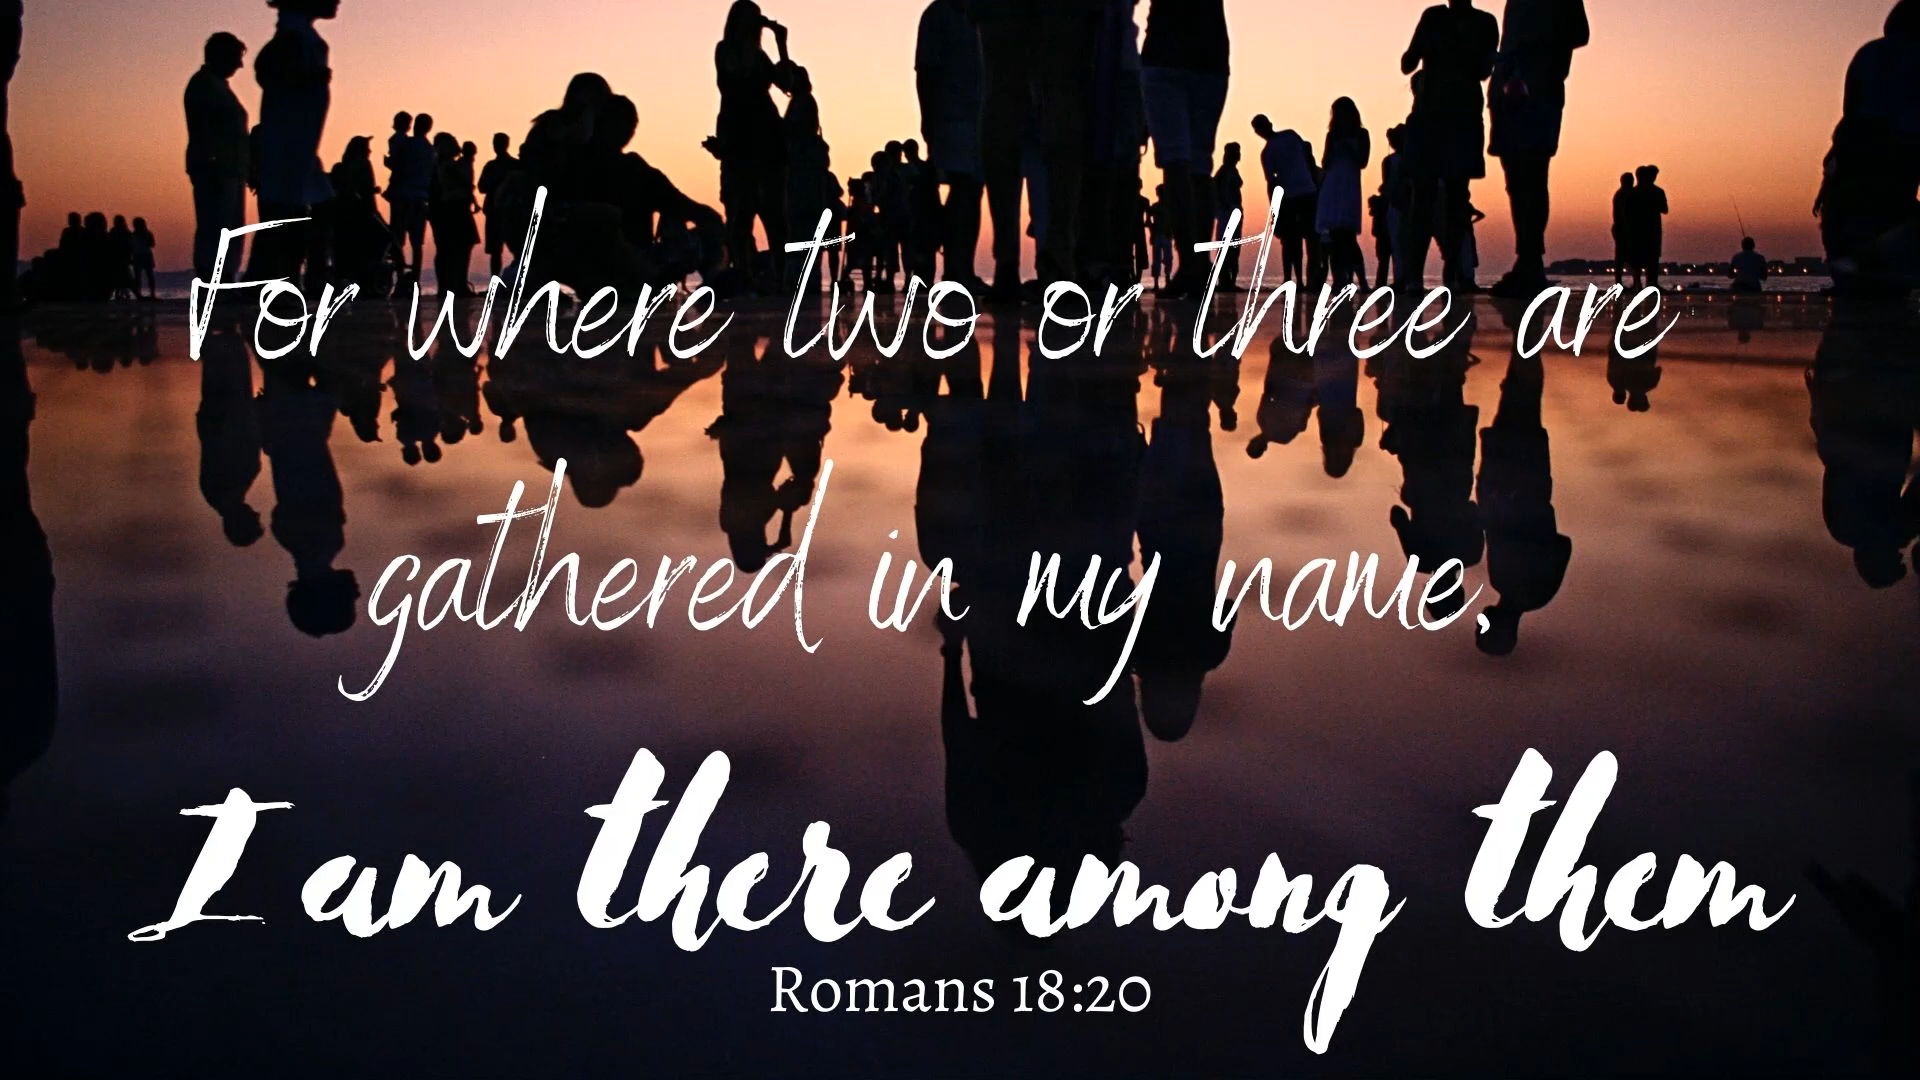 For where two or three are
gathered in my name,
I am there among them
Romans 18:20